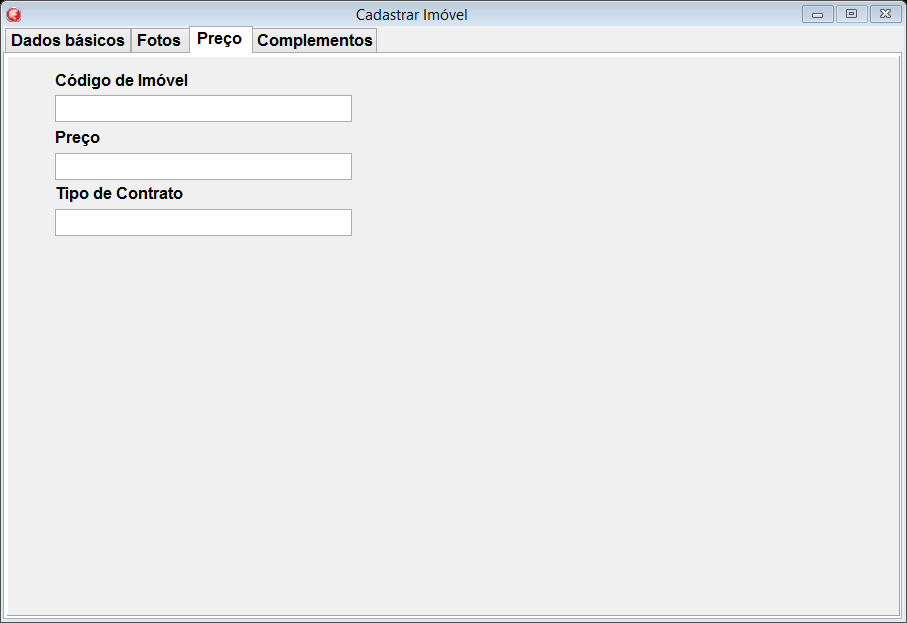 Cadastrar Imóvel
Dados básicos Fotos Preço Complementos
Código de Imóvel
Preço
Tipo de Contrato